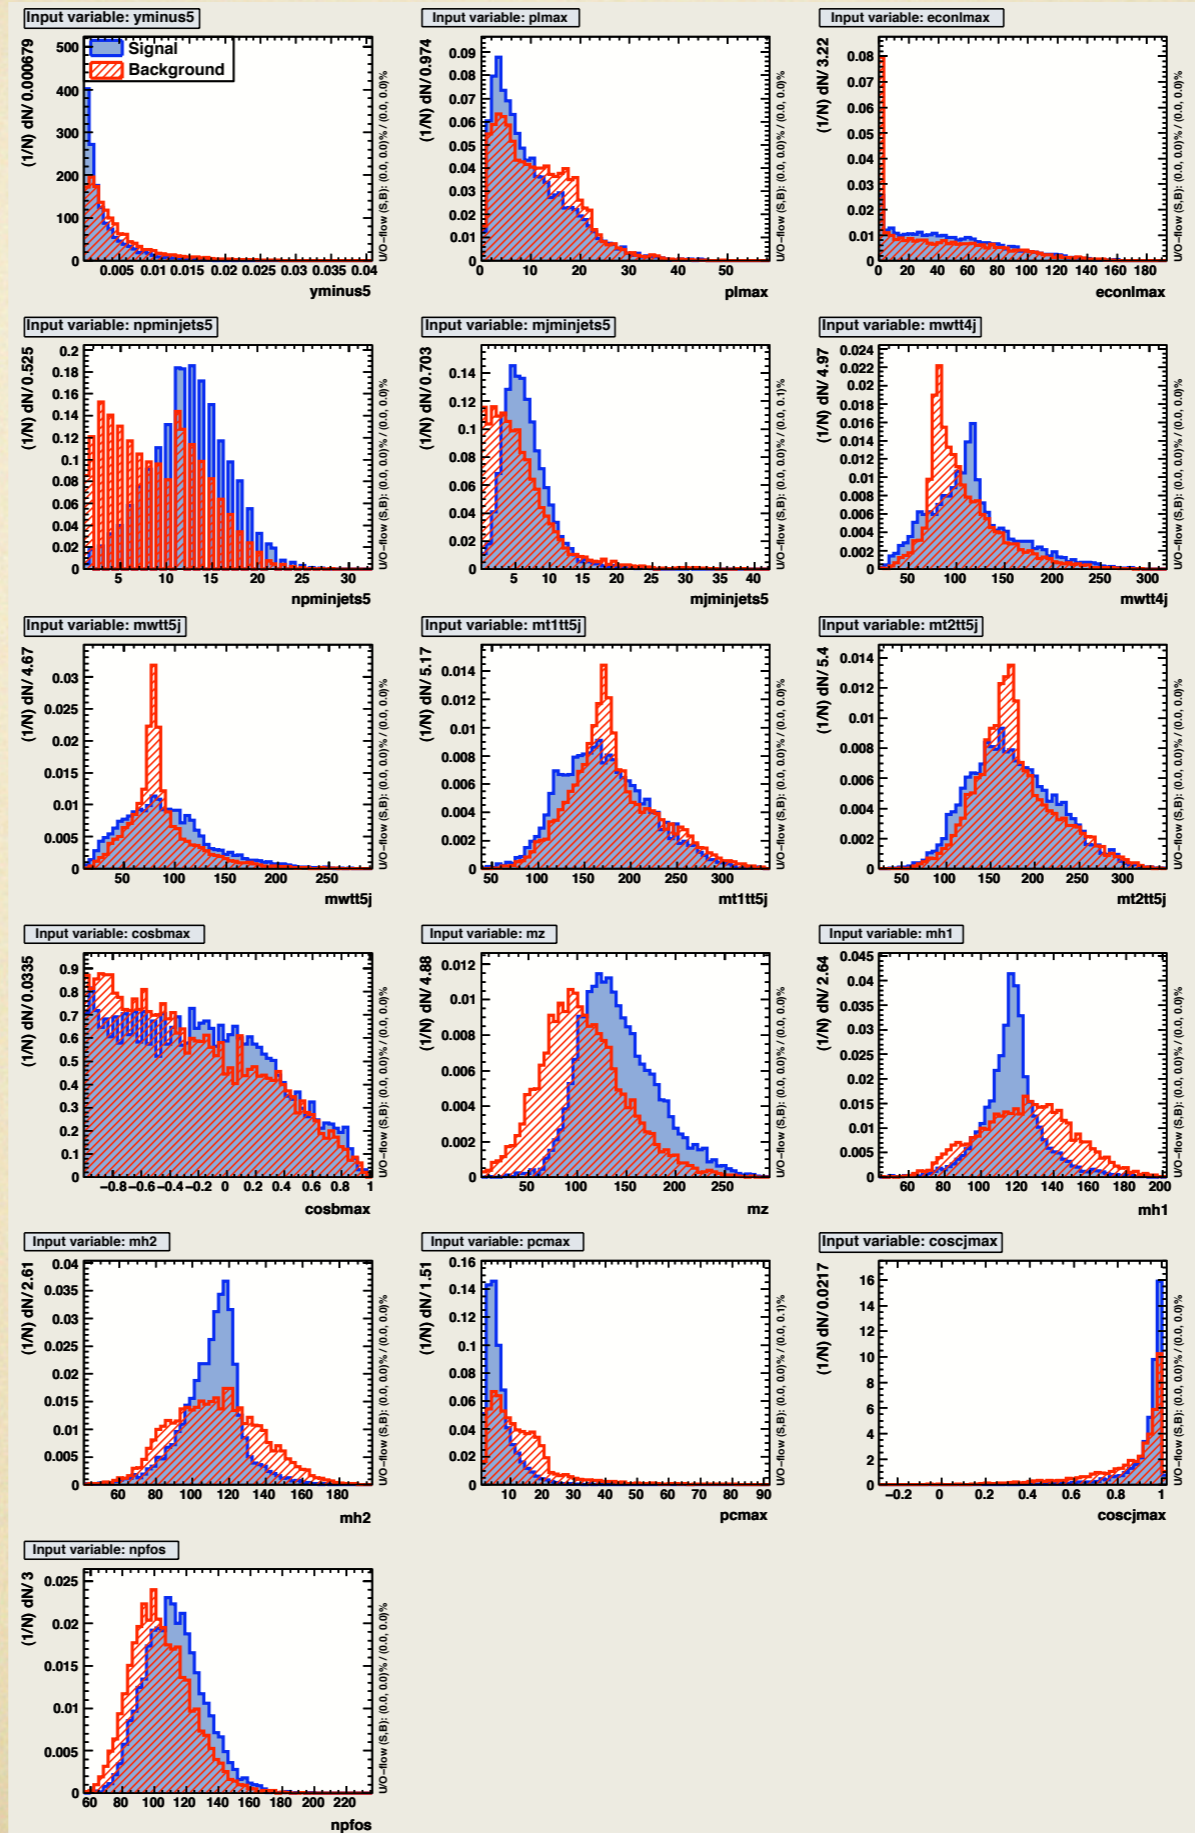 Input variable: yminus5
(1/N) dN/ 0.000679
500
400
300
200
100
0
Signal
Background
0.005 0.01 0.015 0.02 0.025 0.03 0.035 0.04
yminus5
U/O-flow (S,B): (0.0, 0.0)% / (0.0, 0.0)%
Input variable: plmax
(1/N) dN/ 0.974
0.09
0.08
0.07
0.06
0.05
0.04
0.03
0.02
0.01
0
0 10 20 30 40 50
plmax
U/O-flow (S,B): (0.0, 0.0)% / (0.0, 0.0)%
Input variable: econlmax
(1/N) dN/ 3.22
0.08
0.07
0.06
0.05
0.04
0.03
0.02
0.01
0
0 20 40 60 80 100 120 140 160 180
econlmax
U/O-flow (S,B): (0.0, 0.0)% / (0.0, 0.0)%
Input variable: npminjets5
(1/N) dN/ 0.525
0.2
0.18
0.16
0.14
0.12
0.1
0.08
0.06
0.04
0.02
0
5 10 15 20 25 30
npminjets5
U/O-flow (S,B): (0.0, 0.0)% / (0.0, 0.0)%
Input variable: mjminjets5
(1/N) dN/ 0.703
0.14
0.12
0.1
0.08
0.06
0.04
0.02
0
5 10 15 20 25 30 35 40
mjminjets5
U/O-flow (S,B): (0.0, 0.0)% / (0.0, 0.1)%
Input variable: mwtt4j
(1/N) dN/ 4.97
0.024
0.022
0.02
0.018
0.016
0.014
0.012
0.01
0.008
0.006
0.004
0.002
0
50 100 150 200 250 300
mwtt4j
U/O-flow (S,B): (0.0, 0.0)% / (0.0, 0.0)%
Input variable: mwtt5j
(1/N) dN/ 4.67
0.03
0.025
0.02
0.015
0.01
0.005
0
50 100 150 200 250
mwtt5j
U/O-flow (S,B): (0.0, 0.0)% / (0.0, 0.0)%
Input variable: mt1tt5j
(1/N) dN/ 5.17
0.014
0.012
0.01
0.008
0.006
0.004
0.002
0
50 100 150 200 250 300
mt1tt5j
U/O-flow (S,B): (0.0, 0.0)% / (0.0, 0.0)%
Input variable: mt2tt5j
(1/N) dN/ 5.4
0.014
0.012
0.01
0.008
0.006
0.004
0.002
0
50 100 150 200 250 300
mt2tt5j
U/O-flow (S,B): (0.0, 0.0)% / (0.0, 0.0)%
Input variable: cosbmax
(1/N) dN/ 0.0335
0.9
0.8
0.7
0.6
0.5
0.4
0.3
0.2
0.1
0
-0.8 -0.6 -0.4 -0.2 0 0.2 0.4 0.6 0.8 1
cosbmax
U/O-flow (S,B): (0.0, 0.0)% / (0.0, 0.0)%
Input variable: mz
(1/N) dN/ 4.88
0.012
0.01
0.008
0.006
0.004
0.002
0
50 100 150 200 250
mz
U/O-flow (S,B): (0.0, 0.0)% / (0.0, 0.0)%
Input variable: mh1
(1/N) dN/ 2.64
0.045
0.04
0.035
0.03
0.025
0.02
0.015
0.01
0.005
0
60 80 100 120 140 160 180 200
mh1
U/O-flow (S,B): (0.0, 0.0)% / (0.0, 0.0)%
Input variable: mh2
(1/N) dN/ 2.61
0.04
0.035
0.03
0.025
0.02
0.015
0.01
0.005
0
60 80 100 120 140 160 180
mh2
U/O-flow (S,B): (0.0, 0.0)% / (0.0, 0.0)%
Input variable: pcmax
(1/N) dN/ 1.51
0.16
0.14
0.12
0.1
0.08
0.06
0.04
0.02
0
10 20 30 40 50 60 70 80 90
pcmax
U/O-flow (S,B): (0.0, 0.0)% / (0.0, 0.1)%
Input variable: coscjmax
(1/N) dN/ 0.0217
16
14
12
10
8
6
4
2
0
-0.2 0 0.2 0.4 0.6 0.8 1
coscjmax
U/O-flow (S,B): (0.0, 0.0)% / (0.0, 0.0)%
Input variable: npfos
(1/N) dN/ 3
0.025
0.02
0.015
0.01
0.005
0
60 80 100 120 140 160 180 200 220
npfos
U/O-flow (S,B): (0.0, 0.0)% / (0.0, 0.0)%